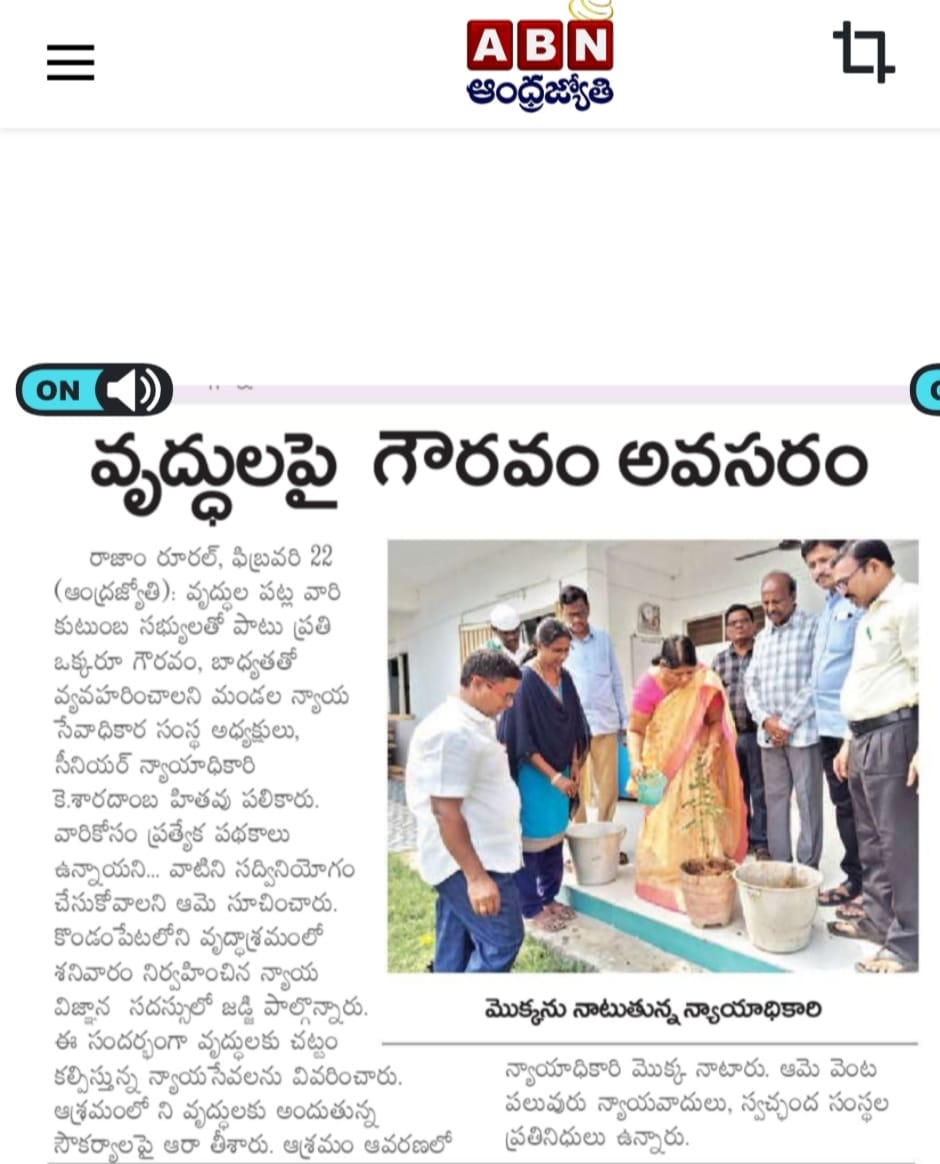 ABN
ఆంధ్రజ్యోతి
ON
వృద్ధులపై గౌరవం అవసరం
రాజాం రూరల్, ఫిబ్రవరి 22
(ఆంధ్రజ్యోతి): వృద్ధుల పట్ల వారి
కుటుంబ సభ్యులతో పాటు ప్రతి
ఒక్కరూ గౌరవం, బాధ్యతతో
వ్యవహరించాలని మండల న్యాయ
సేవాధికార సంస్థ అధ్యక్షులు,
సీనియర్ న్యాయాధికారి
కె.శారదాంబ హితవు పలికారు.
వారికోసం ప్రత్యేక పథకాలు
ఉన్నాయని... వాటిని సద్వినియోగం
చేసుకోవాలని ఆమె సూచించారు.
కొండంపేటలోని వృద్ధాశ్రమంలో
శనివారం నిర్వహించిన న్యాయ
విజ్ఞాన సదస్సులో జడ్జి పాల్గొన్నారు.
ఈ సందర్భంగా వృద్ధులకు చట్టం
కల్పిస్తున్న న్యాయసేవలను వివరించారు.
ఆశ్రమంలో ని వృద్ధులకు అందుతున్న
సౌకర్యాలపై ఆరా తీశారు. ఆశ్రమం ఆవరణలో
మొక్కను నాటుతున్న న్యాయాధికారి
న్యాయాధికారి మొక్క నాటారు. ఆమె వెంట
పలువురు న్యాయవాదులు, స్వచ్ఛంద సంస్థల
ప్రతినిధులు ఉన్నారు.